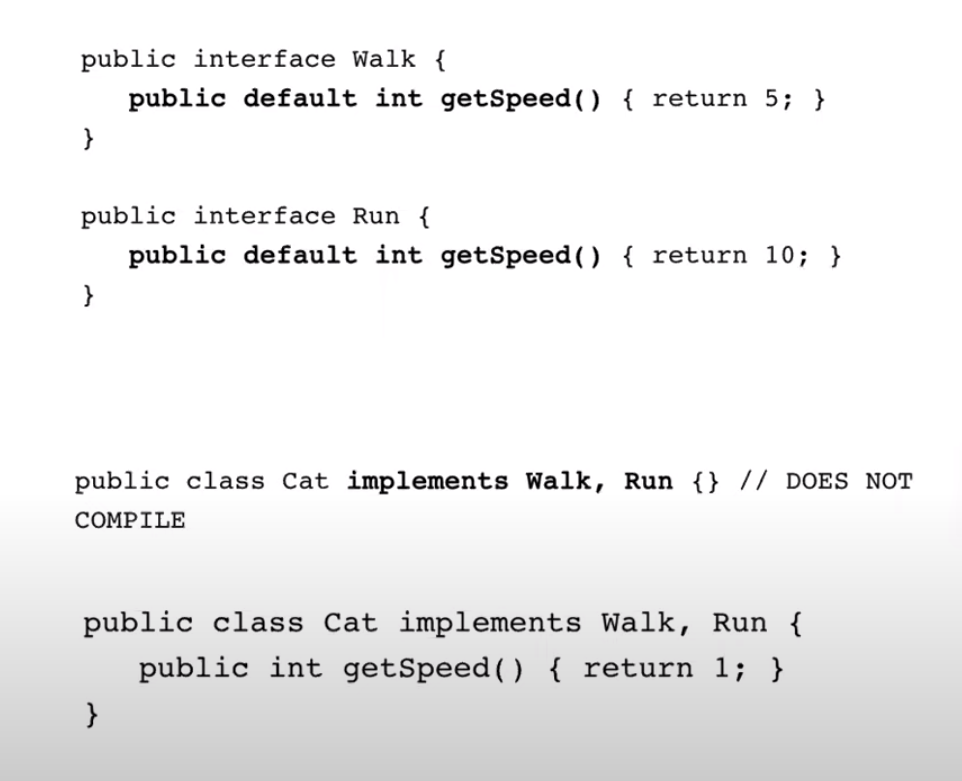 public interface Walk {
public default int getSpeed() { return 5; }
}
public interface Run {
public default int getSpeed() { return 10; }
}
public class Cat implements Walk, Run {} // DOES NOT
COMPILE
public class Cat implements Walk, Run {
public int getSpeed() { return 1; }
}